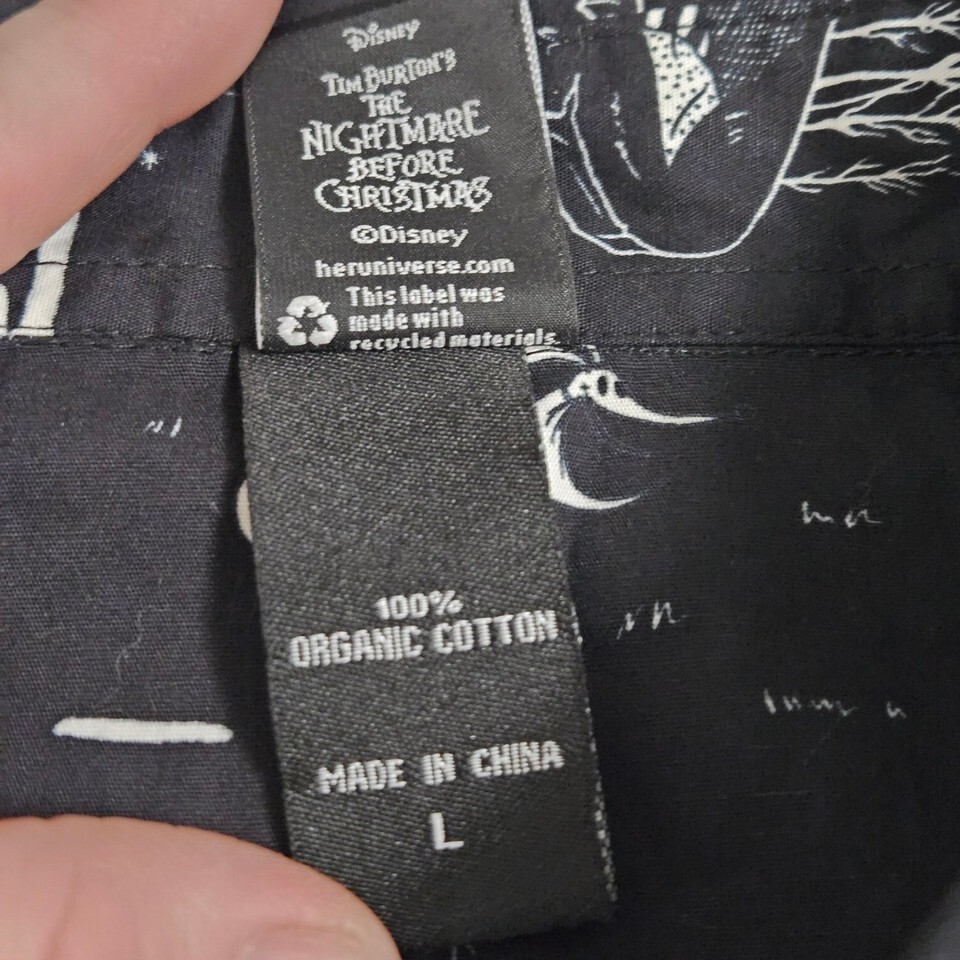 Disney
TIM BURTON'S
THE
NIGHTMARE
BEFORE
CHRISTMAS
©Disney
heruniverse.com
This label was
made with
recycled materials.
100%
ORGANIC COTTON
MADE IN CHINA
L